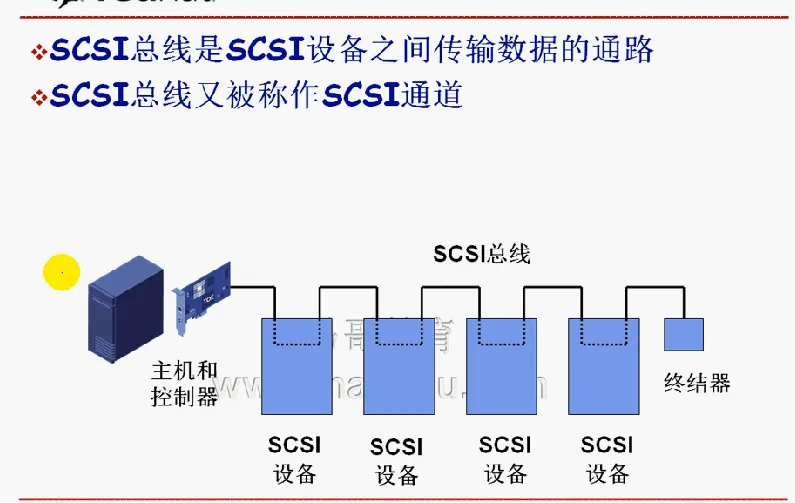 SCSI总线是SCSI设备之间传输数据的通路
SCSI总线又被称作SCSI通道
SCSI总线
主机和
控制器
终结器
SCSI
设备
SCSI
设备
SCSI
设备
SCSI
设备